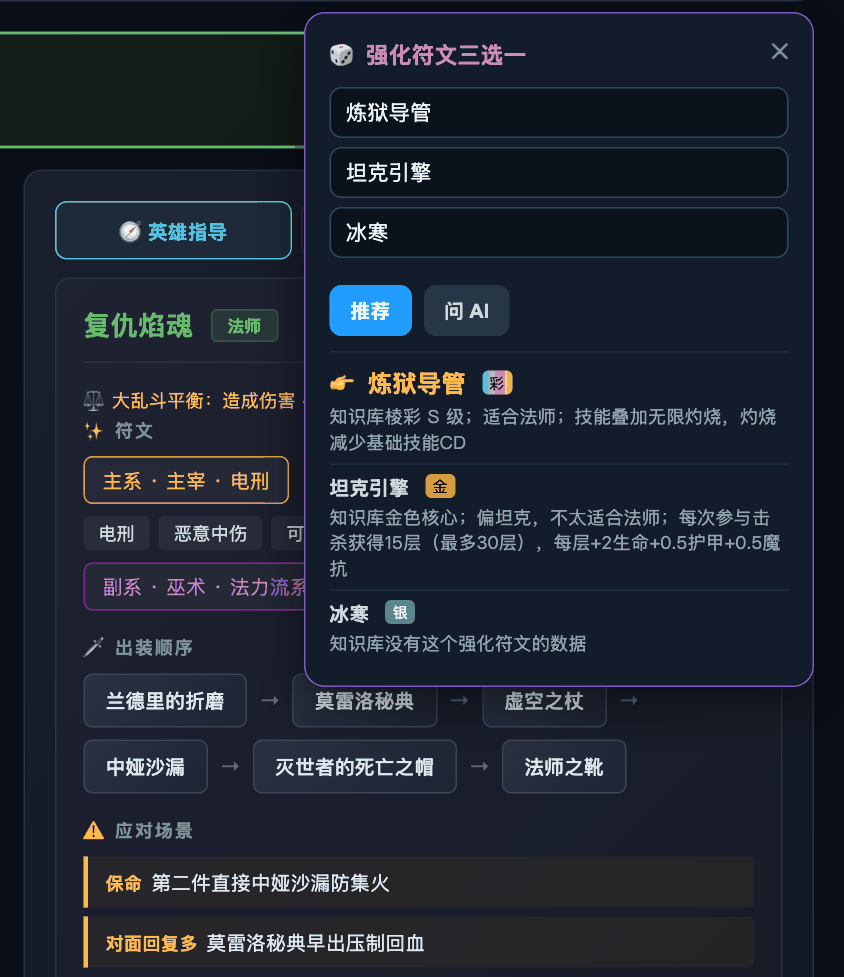 强化符文三选一
炼狱导管
坦克引擎
冰寒
推荐 问 AI
炼狱导管 彩
知识库棱彩 S 级；适合法师；技能叠加无限灼烧，灼烧
减少基础技能CD
坦克引擎 金
知识库金色核心；偏坦克，不太适合法师；每次参与击
杀获得15层（最多30层），每层+2生命+0.5护甲+0.5魔
抗
冰寒 银
知识库没有这个强化符文的数据
英雄指导
复仇焰魂 法师
大乱斗平衡：造成伤害
符文
主系 · 主宰 · 电刑
电刑 恶意中伤 可
副系 · 巫术 · 法力流系
出装顺序
兰德里的折磨 → 莫雷洛秘典 → 虚空之杖 →
中娅沙漏 → 灭世者的死亡之帽 → 法师之靴
应对场景
保命 第二件直接中娅沙漏防集火
对面回复多 莫雷洛秘典早出压制回血